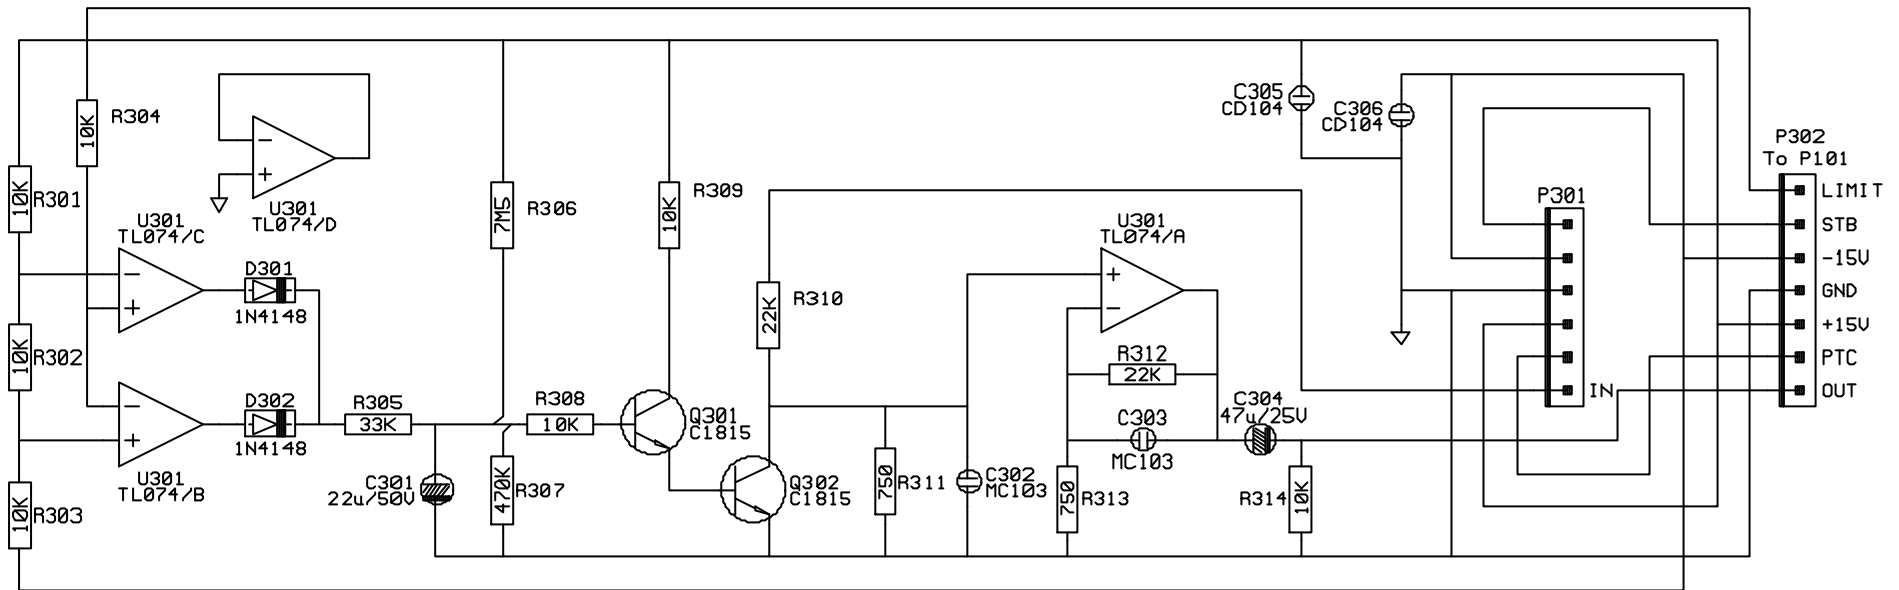 R304
10K
R301
10K
U301
TL074/D
U301
TL074/C
D301
1N4148
R302
10K
D302
1N4148
U301
TL074/B
R303
10K
R305
33K
C301
22u/50V
R306
7M5
R307
470K
R308
10K
R309
10K
Q301
C1815
Q302
C1815
R310
22K
R311
750
C302
MC103
U301
TL074/A
R312
22K
C303
MC103
R313
750
C304
47u/25V
R314
10K
C305
CD104
C306
CD104
P301
IN
P302
To P101
LIMIT
STB
-15V
GND
+15V
PTC
OUT